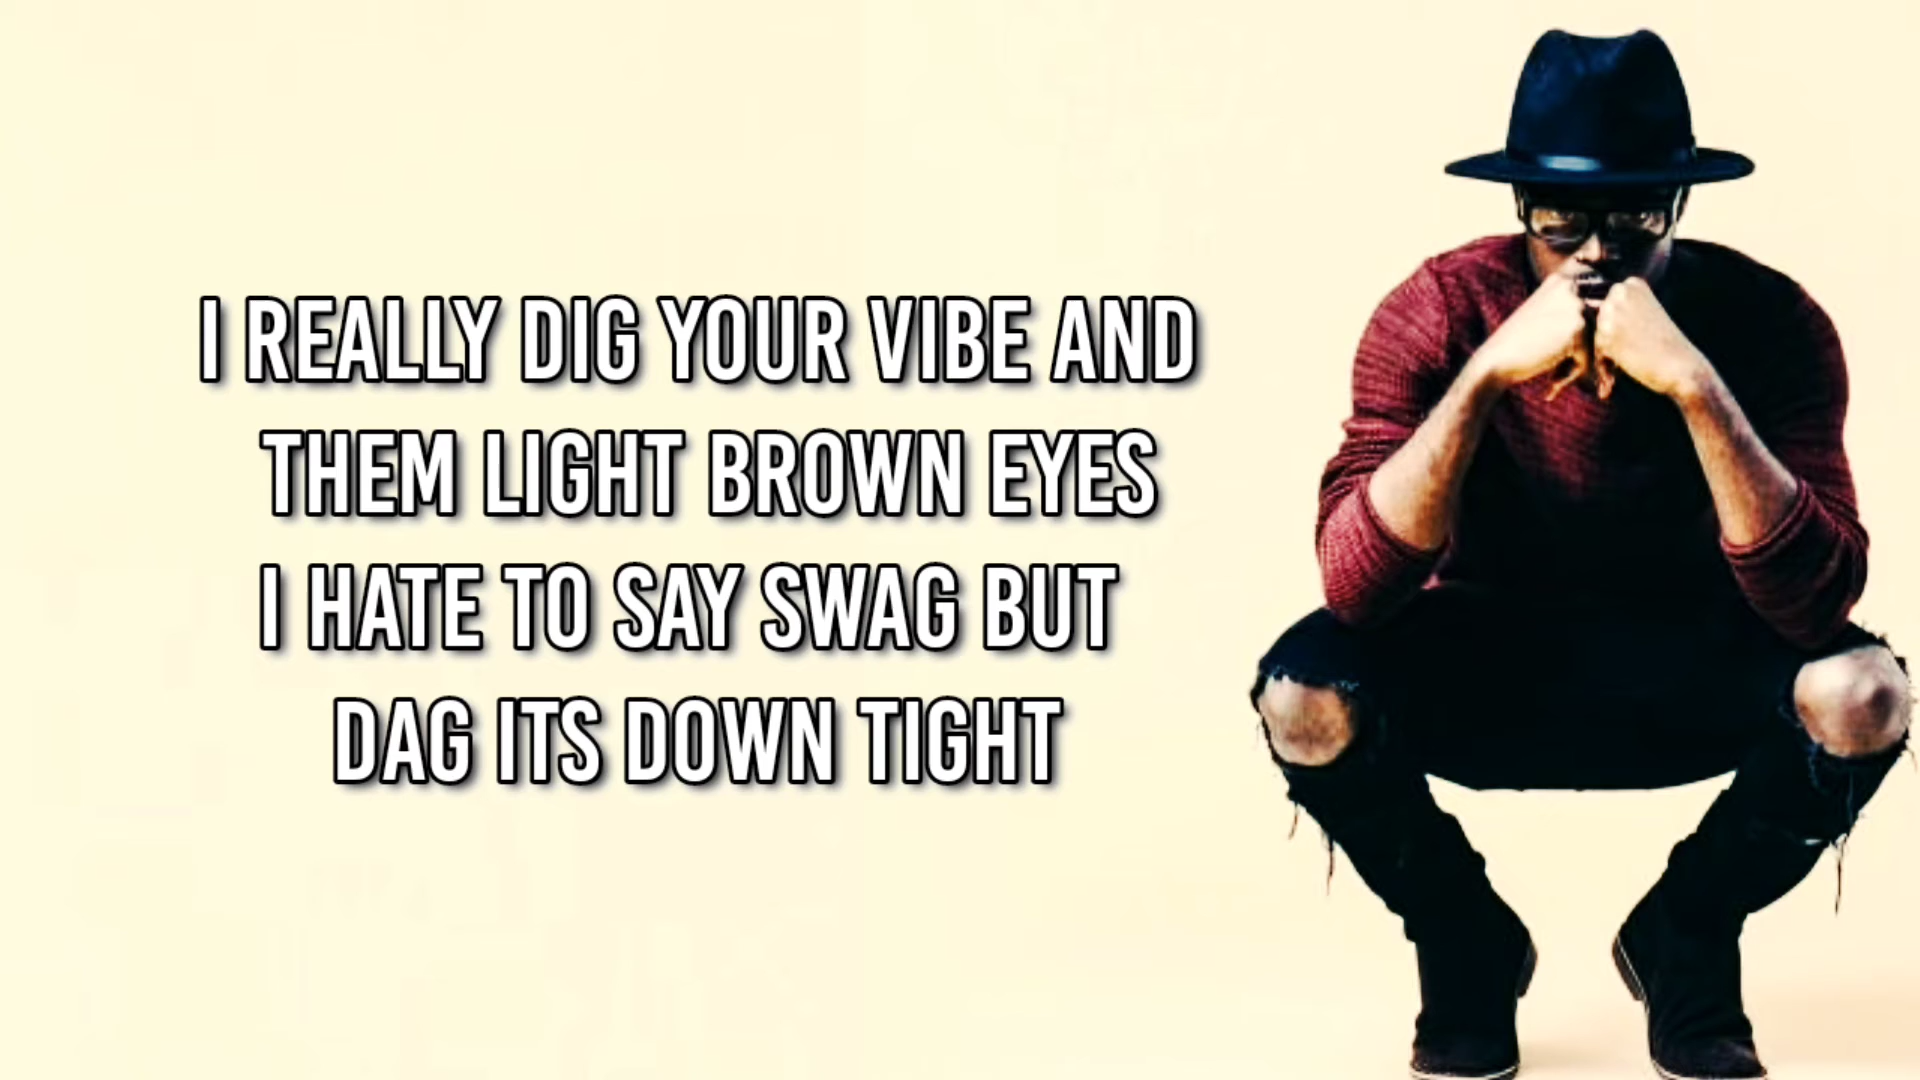 I REALLY DIG YOUR VIBE AND
THEM LIGHT BROWN EYES
I HATE TO SAY SWAG BUT
DAG ITS DOWN TIGHT